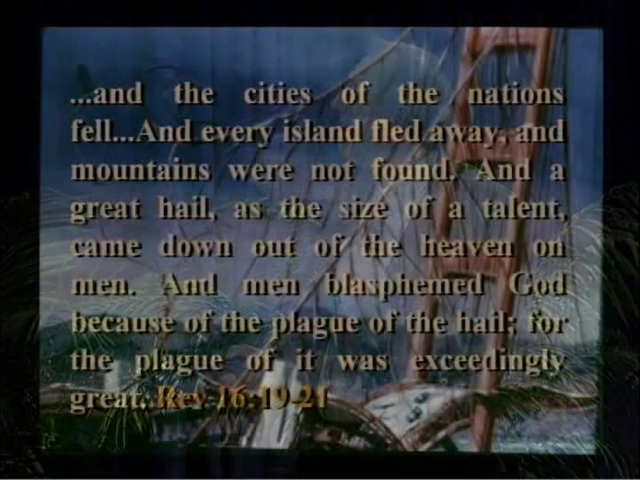 ...and the cities of the nations
fell...And every island fled away, and
mountains were not found. And a
great hail, as the size of a talent,
came down out of the heaven on
men. And men blasphemed God
because of the plague of the hail; for
the plague of it was exceedingly
great. Rev 16:19-21